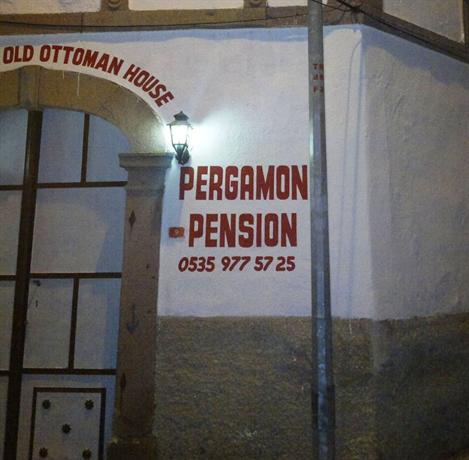 OLD OTTOMAN HOUSE
PERGAMON
PENSION
0535 977 57 25